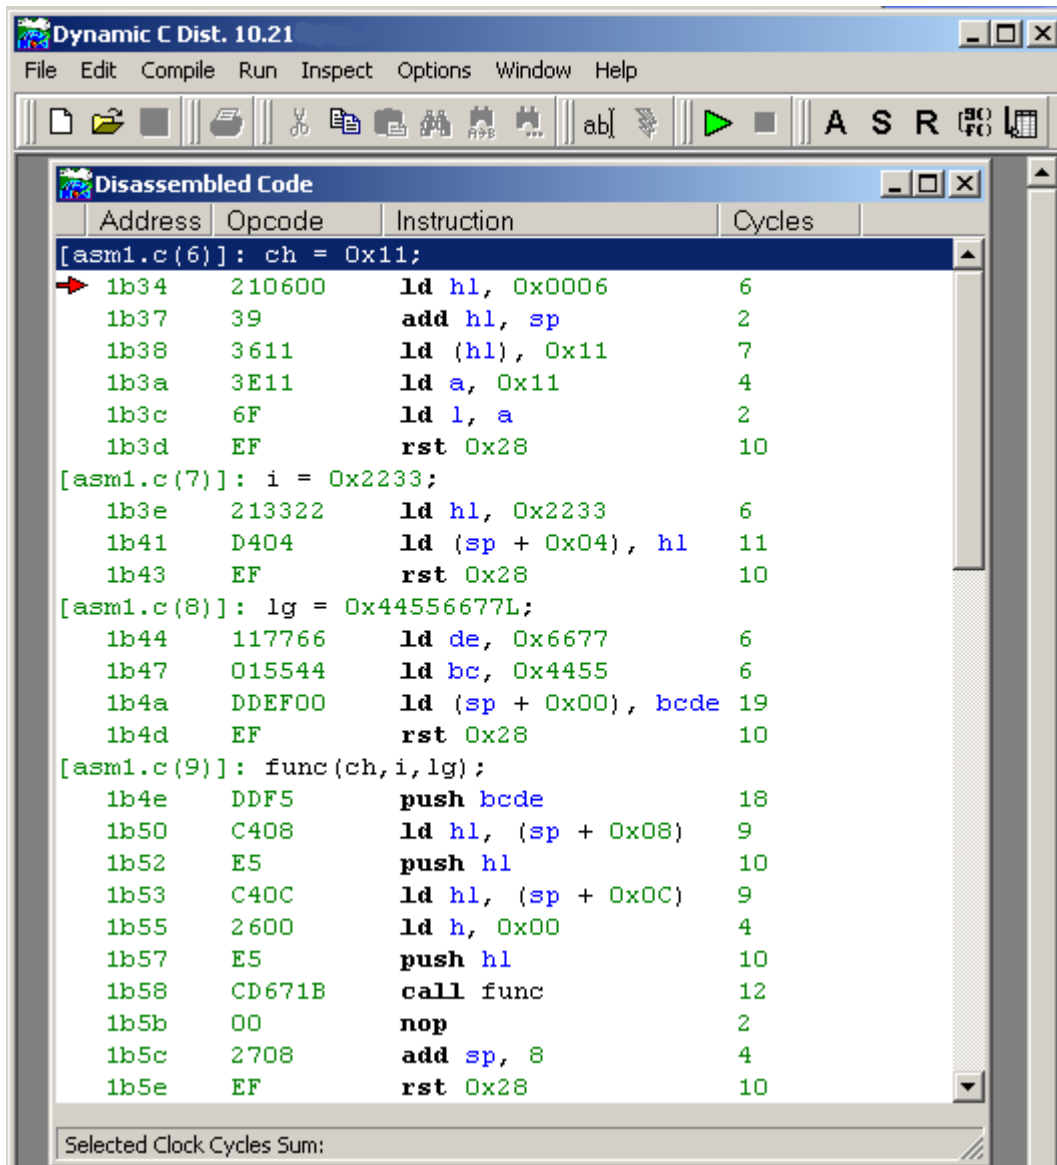 Dynamic C Dist. 10.21
File Edit Compile Run Inspect Options Window Help
ab A S R
Disassembled Code
Address Opcode Instruction Cycles
[asm1.c(6)]: ch = 0x11;
1b34 210600 ld hl, 0x0006 6
1b37 39 add hl, sp 2
1b38 3611 ld (hl), 0x11 7
1b3a 3E11 ld a, 0x11 4
1b3c 6F ld l, a 2
1b3d EF rst 0x28 10
[asm1.c(7)]: i = 0x2233;
1b3e 213322 ld hl, 0x2233 6
1b41 D404 ld (sp + 0x04), hl 11
1b43 EF rst 0x28 10
[asm1.c(8)]: lg = 0x44556677L;
1b44 117766 ld de, 0x6677 6
1b47 015544 ld bc, 0x4455 6
1b4a DDEF00 ld (sp + 0x00), bcde 19
1b4d EF rst 0x28 10
[asm1.c(9)]: func(ch,i,lg);
1b4e DDF5 push bcde 18
1b50 C408 ld hl, (sp + 0x08) 9
1b52 E5 push hl 10
1b53 C40C ld hl, (sp + 0x0C) 9
1b55 2600 ld h, 0x00 4
1b57 E5 push hl 10
1b58 CD671B call func 12
1b5b 00 nop 2
1b5c 2708 add sp, 8 4
1b5e EF rst 0x28 10
Selected Clock Cycles Sum: